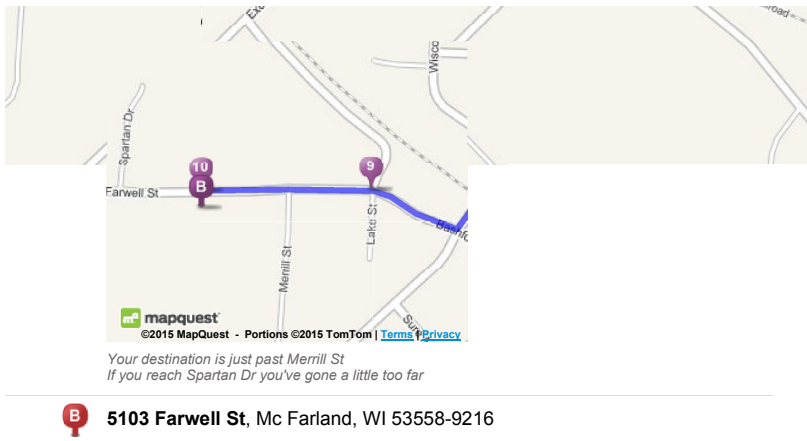 Wisco
Spartan Dr
10
9
B
Farwell St
Lake St
Merrill St
mapquest
©2015 MapQuest - Portions ©2015 TomTom | Terms | Privacy
Your destination is just past Merrill St
If you reach Spartan Dr you've gone a little too far
B
5103 Farwell St, Mc Farland, WI 53558-9216